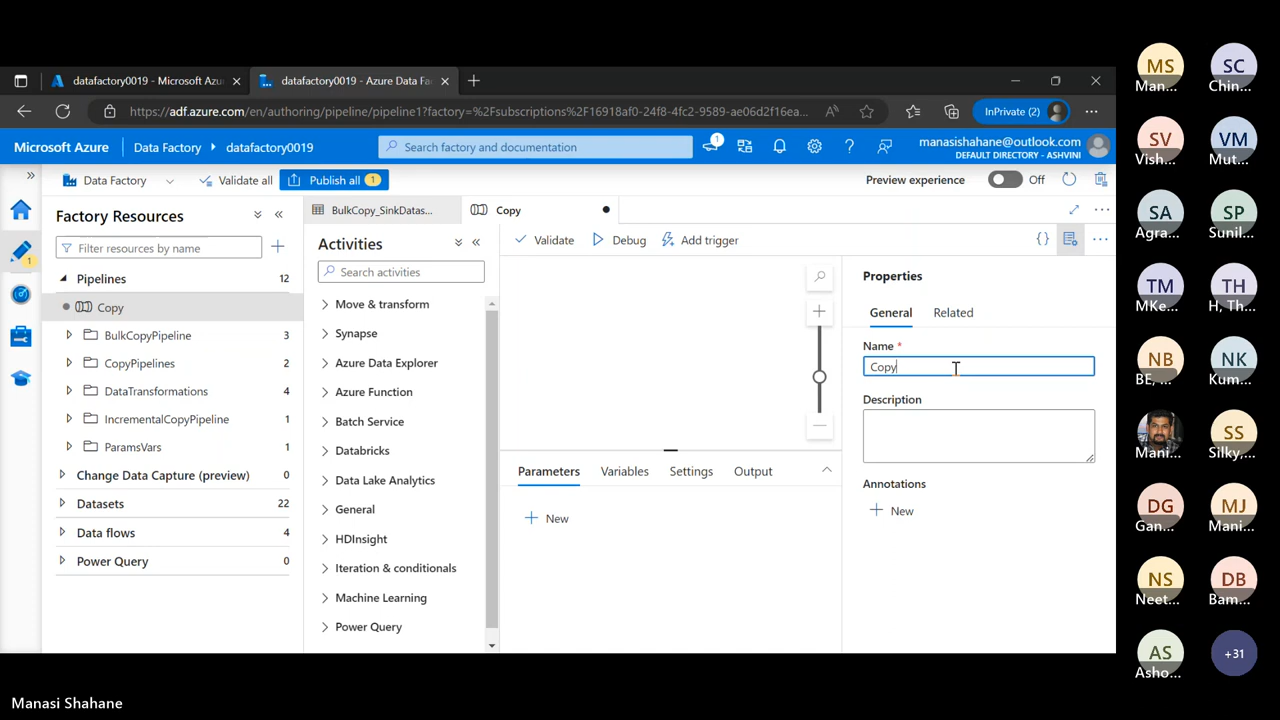 datafactory0019 - Microsoft Azu
datafactory0019 - Azure Data Fa
https://adf.azure.com/en/authoring/pipeline/pipeline1?factory=%2Fsubscriptions%2F16918af0-24f8-4fc2-9589-ae06d2f16ea...
InPrivate (2)
Microsoft Azure
Data Factory
datafactory0019
Search factory and documentation
1
manasishahane@outlook.com
DEFAULT DIRECTORY - ASHVINI
Data Factory
Validate all
Publish all 1
Preview experience
Off
Factory Resources
Filter resources by name
Pipelines 12
Copy
BulkCopyPipeline 3
CopyPipelines 2
DataTransformations 4
IncrementalCopyPipeline 1
ParamsVars 1
Change Data Capture (preview) 0
Datasets 22
Data flows 4
Power Query 0
1
BulkCopy_SinkDatas...
Copy
Activities
Search activities
Move & transform
Synapse
Azure Data Explorer
Azure Function
Batch Service
Databricks
Data Lake Analytics
General
HDInsight
Iteration & conditionals
Machine Learning
Power Query
Validate
Debug
Add trigger
Parameters
Variables
Settings
Output
New
Properties
General
Related
Name *
Copy
Description
Annotations
New
MS
Man...
SC
Chin...
SV
Vish...
VM
Mut...
SA
Agra...
SP
Sunil...
TM
MKe...
TH
H, Th...
NB
BE, ...
NK
Kum...
Mani...
SS
Silky,...
DG
Gan...
MJ
Mani...
NS
Neet...
DB
Bam...
AS
Asho...
+31
Manasi Shahane